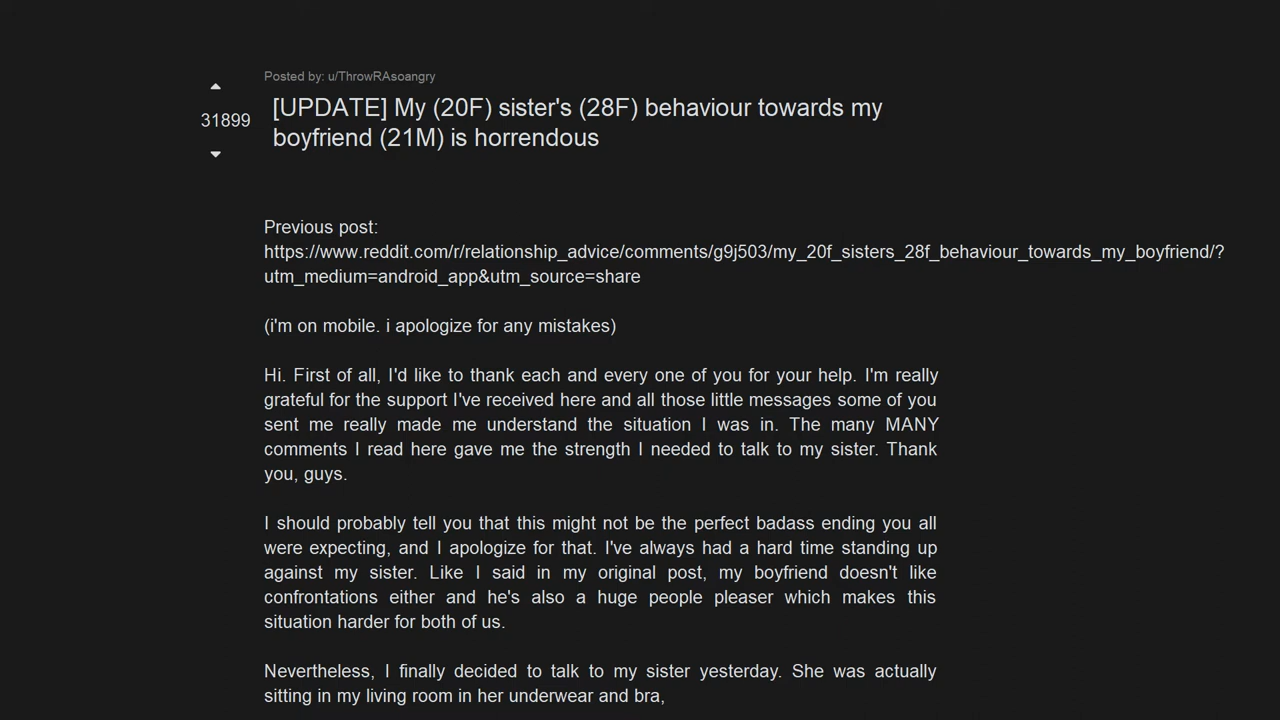 Posted by: u/ThrowRAsoangry
31899
[UPDATE] My (20F) sister's (28F) behaviour towards my
boyfriend (21M) is horrendous
Previous post:
https://www.reddit.com/r/relationship_advice/comments/g9j503/my_20f_sisters_28f_behaviour_towards_my_boyfriend/?
utm_medium=android_app&utm_source=share
(i'm on mobile. i apologize for any mistakes)
Hi. First of all, I'd like to thank each and every one of you for your help. I'm really
grateful for the support I've received here and all those little messages some of you
sent me really made me understand the situation I was in. The many MANY
comments I read here gave me the strength I needed to talk to my sister. Thank
you, guys.
I should probably tell you that this might not be the perfect badass ending you all
were expecting, and I apologize for that. I've always had a hard time standing up
against my sister. Like I said in my original post, my boyfriend doesn't like
confrontations either and he's also a huge people pleaser which makes this
situation harder for both of us.
Nevertheless, I finally decided to talk to my sister yesterday. She was actually
sitting in my living room in her underwear and bra,